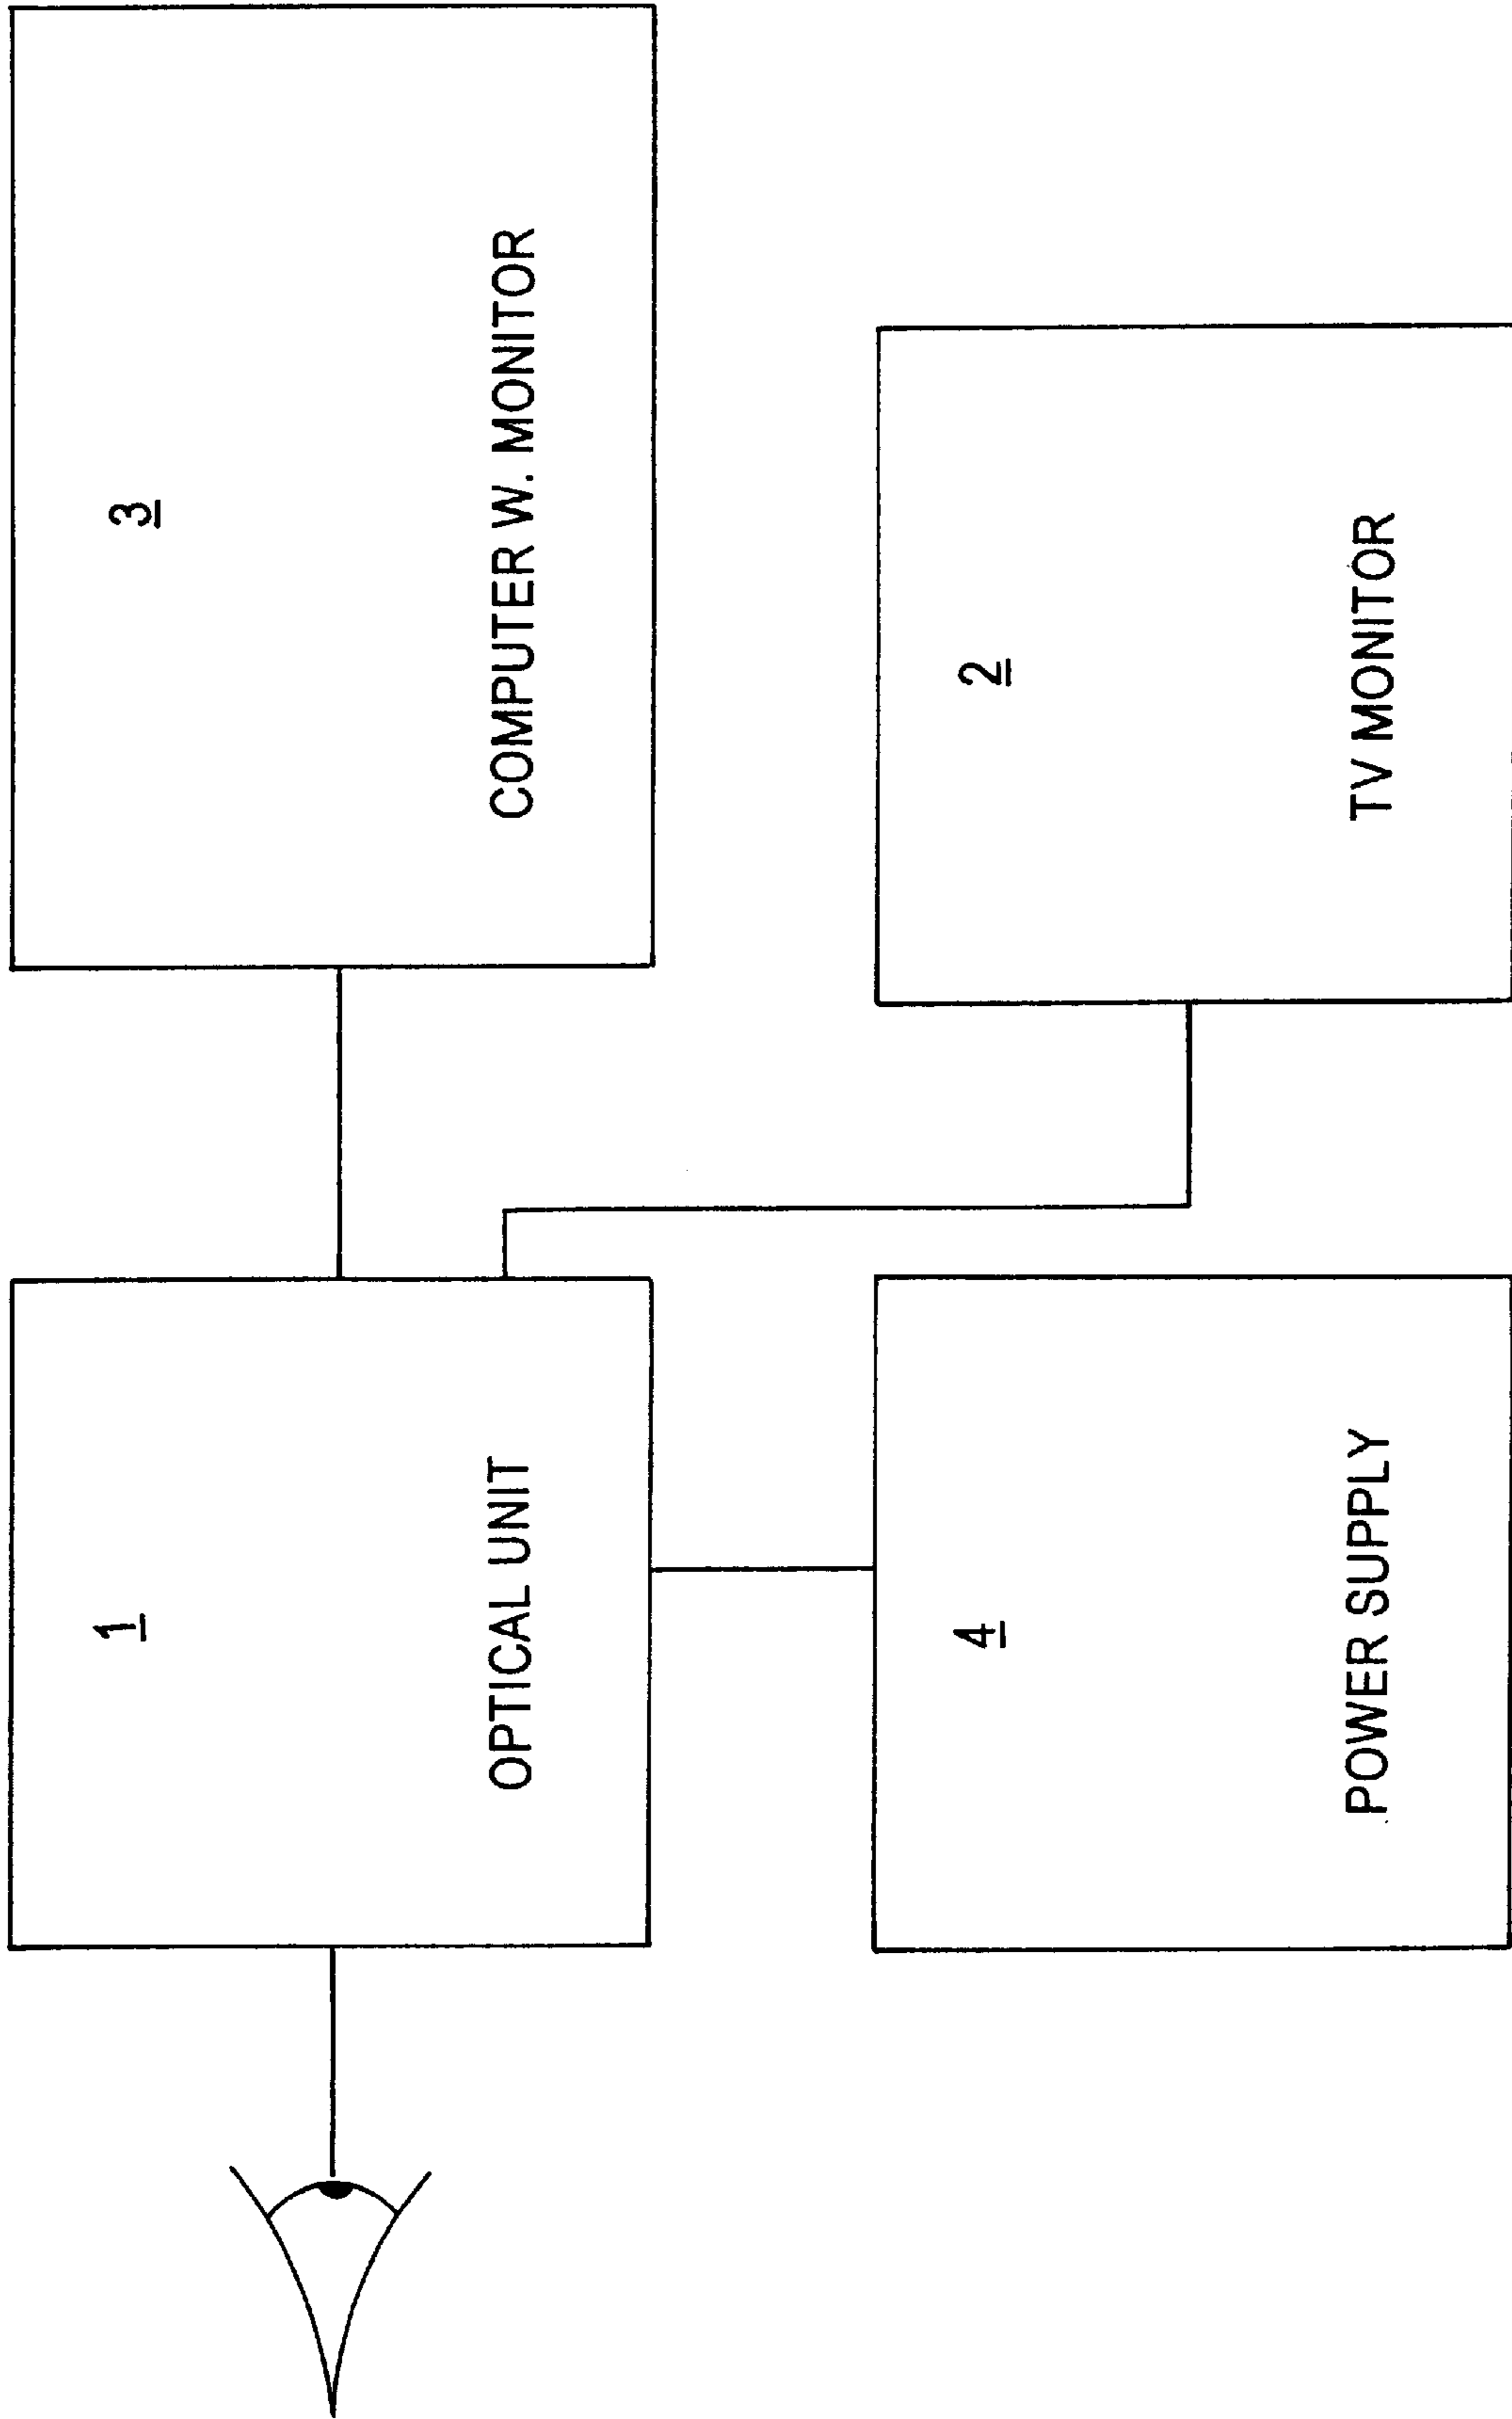 1
OPTICAL UNIT
3
COMPUTER W. MONITOR
4
POWER SUPPLY
2
TV MONITOR